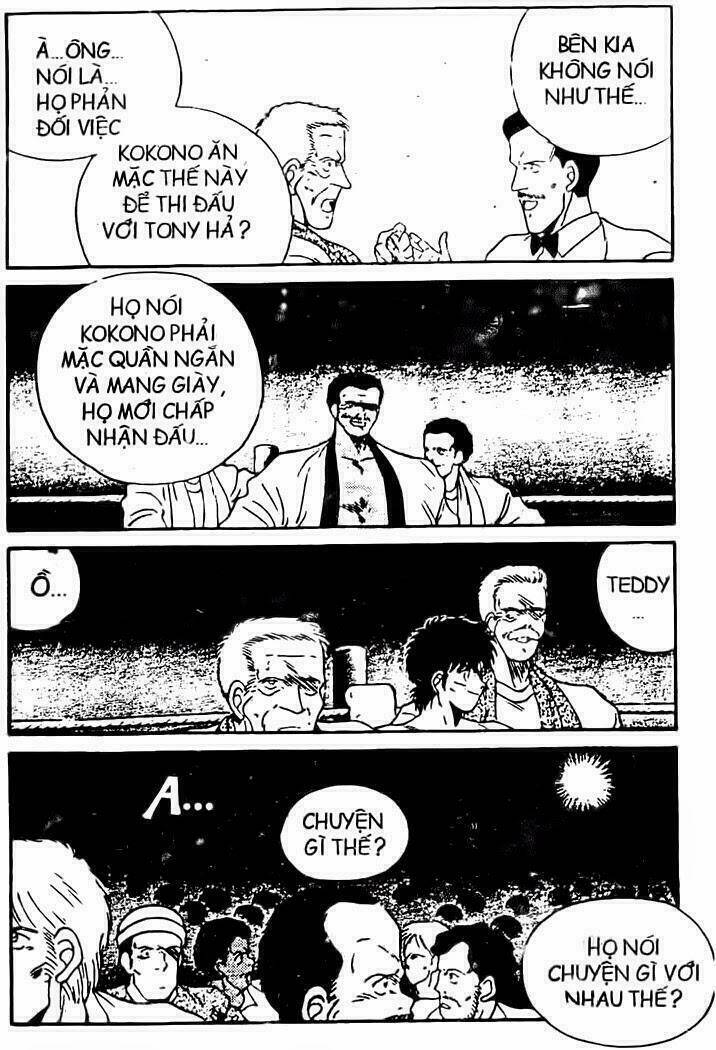 À...ÔNG...
NÓI LÀ...
HỌ PHẢN
ĐỐI VIỆC
KOKONO ĂN
MẶC THẾ NÀY
ĐỂ THI ĐẤU
VỚI TONY HẢ?
BÊN KIA
KHÔNG NÓI
NHƯ THẾ...
HỌ NÓI
KOKONO PHẢI
MẶC QUẦN NGẮN
VÀ MANG GIÀY,
HỌ MỚI CHẤP
NHẬN ĐẤU...
Ồ...
TEDDY
...
A...
CHUYỆN
GÌ THẾ?
HỌ NÓI
CHUYỆN GÌ VỚI
NHAU THẾ?